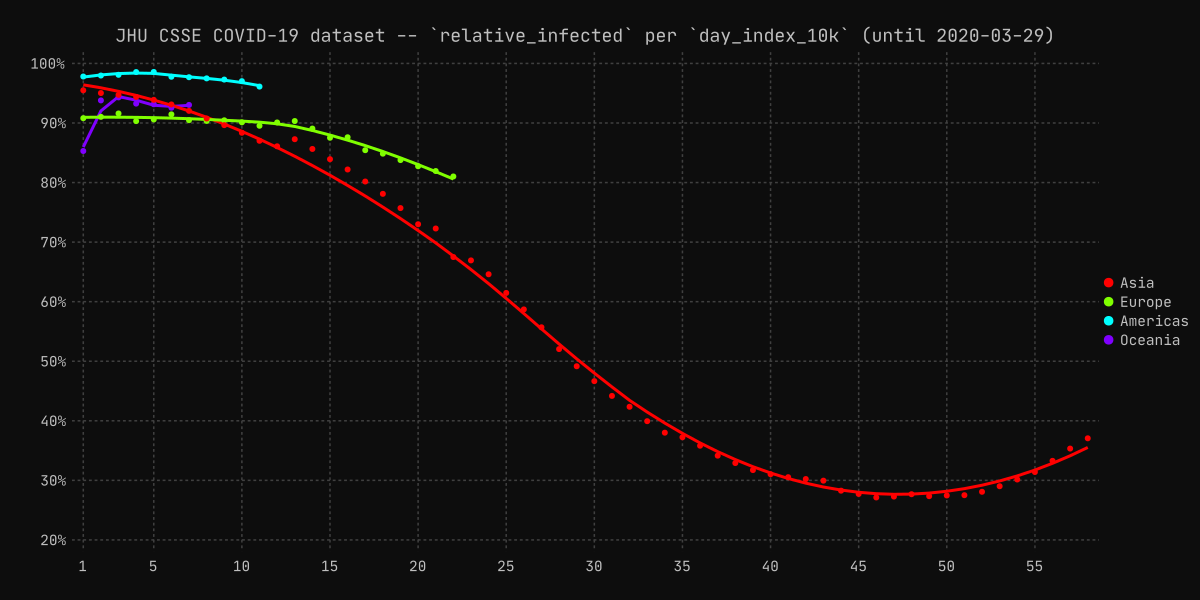 JHU CSSE COVID-19 dataset -- `relative_infected` per `day_index_10k` (until 2020-03-29)
100%
90%
80%
70%
60%
50%
40%
30%
20%
1 5 10 15 20 25 30 35 40 45 50 55
Asia
Europe
Americas
Oceania